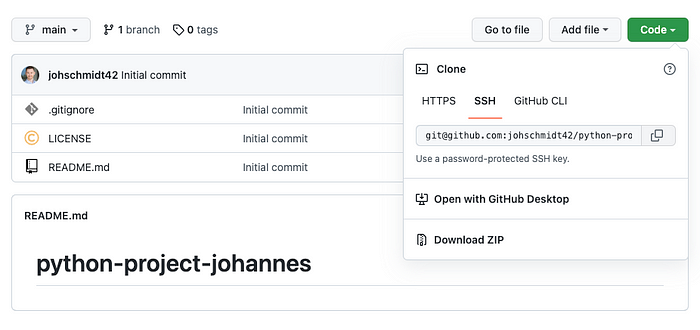 main
1 branch
0 tags
Go to file
Add file
Code
johschmidt42 Initial commit
.gitignore Initial commit
LICENSE Initial commit
README.md Initial commit
Clone
HTTPS SSH GitHub CLI
git@github.com:johschmidt42/python-pro
Use a password-protected SSH key.
Open with GitHub Desktop
Download ZIP
README.md
python-project-johannes